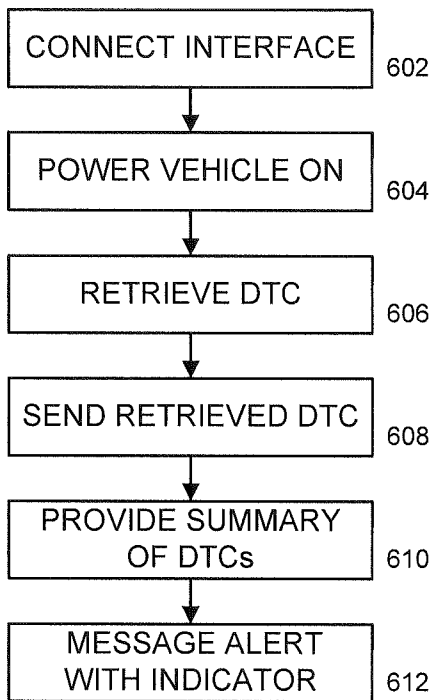 CONNECT INTERFACE
602
POWER VEHICLE ON
604
RETRIEVE DTC
606
SEND RETRIEVED DTC
608
PROVIDE SUMMARY
OF DTCs
610
MESSAGE ALERT
WITH INDICATOR
612